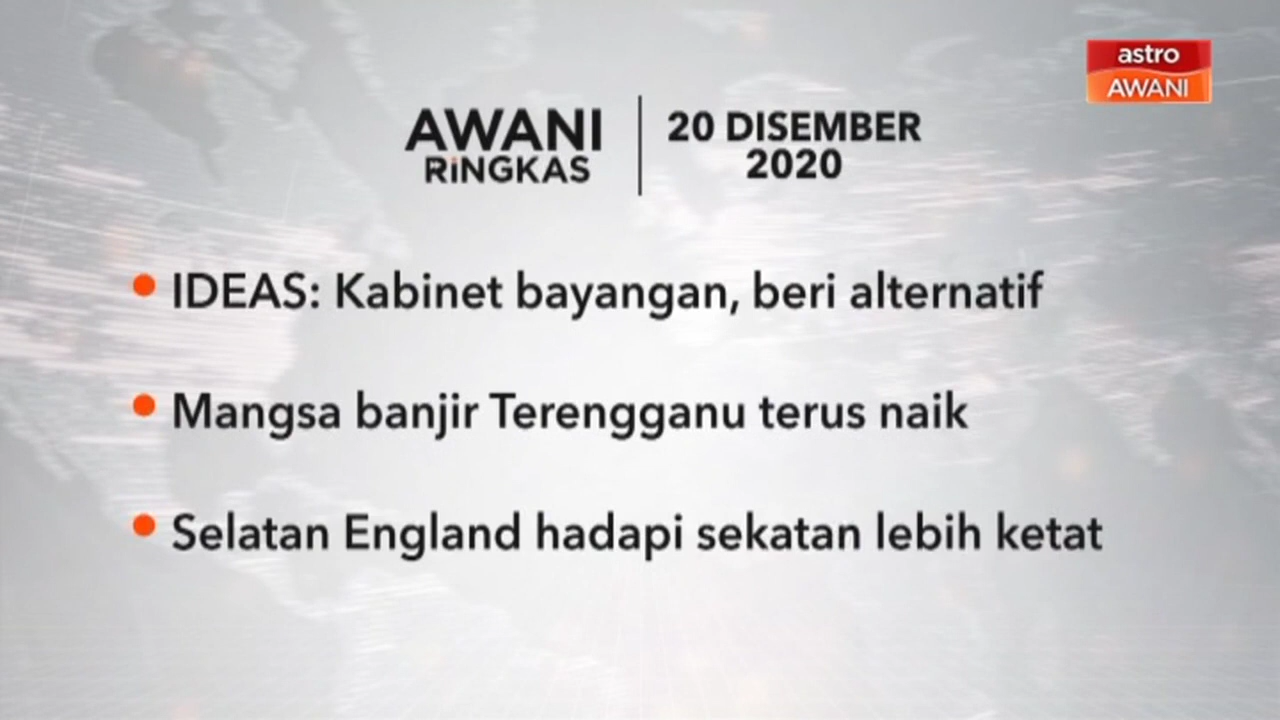 astro
AWANI
AWANI
RiNGKAS
20 DISEMBER
2020
IDEAS: Kabinet bayangan, beri alternatif
Mangsa banjir Terengganu terus naik
Selatan England hadapi sekatan lebih ketat